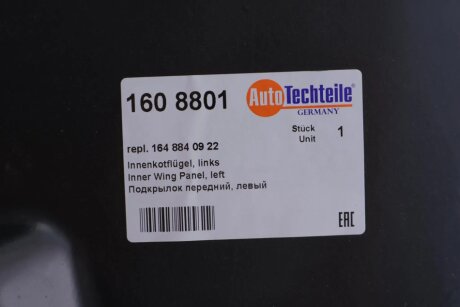 160 8801
AutoTechteile
GERMANY
Stück
Unit 1
repl. 164 884 09 22
Innenkotflügel, links
Inner Wing Panel, left
Подкрылок передний, левый
EAC